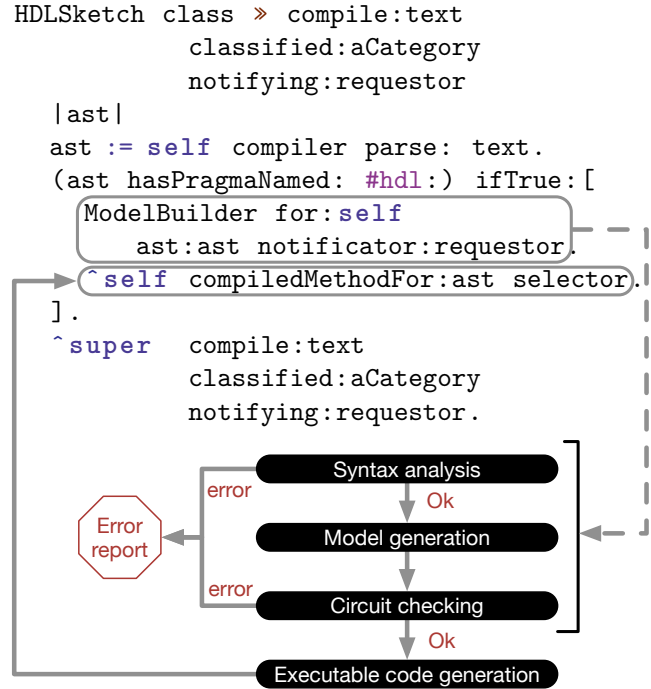 HDLSketch class » compile:text
classified:aCategory
notifying:requestor
|ast|
ast := self compiler parse: text.
(ast hasPragmaNamed: #hdl:) ifTrue:[
ModelBuilder for:self
ast:ast notificator:requestor.
^self compiledMethodFor:ast selector.
].
^super compile:text
classified:aCategory
notifying:requestor.
Syntax analysis
error
Ok
Error
report
Model generation
error
Circuit checking
Ok
Executable code generation